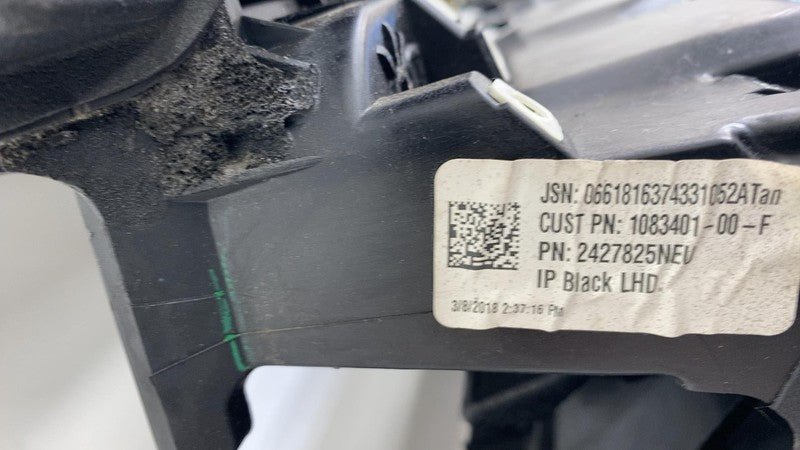 JSN: 0661816374331052ATan
CUST PN: 1083401-00-F
PN: 2427825NEV
IP Black LHD.
3/8/2018 2:37:16 PM